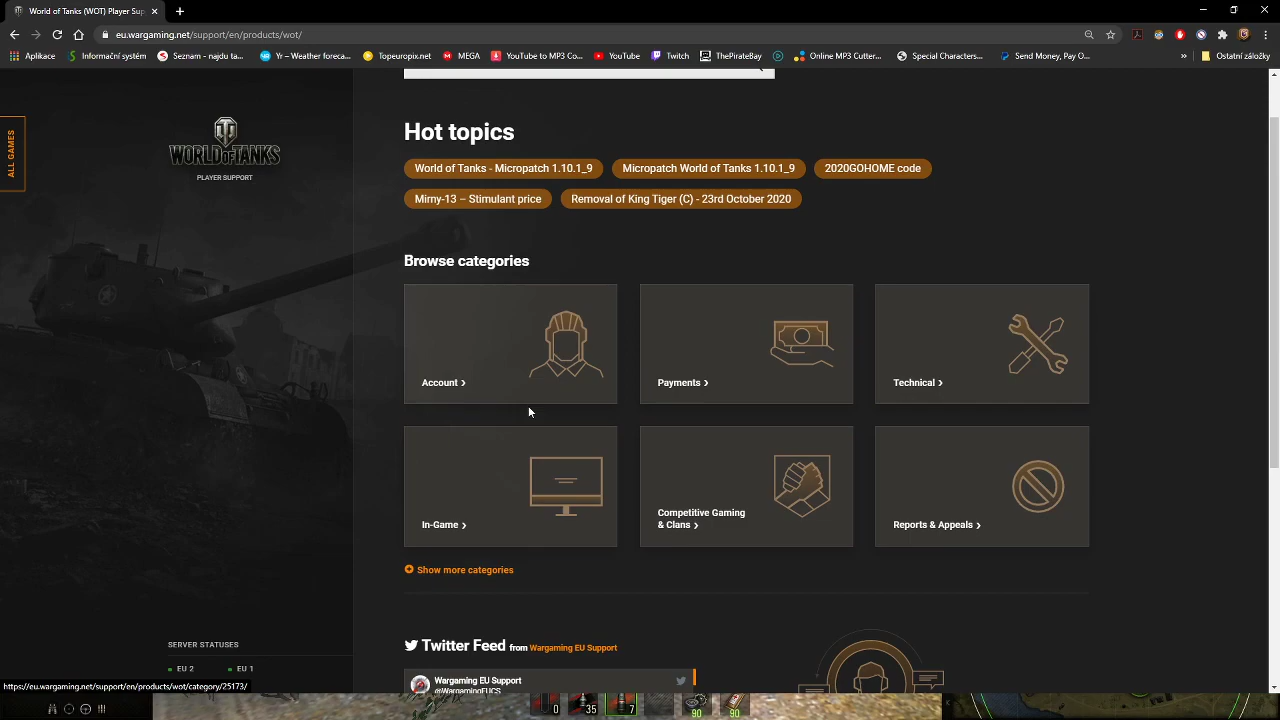 World of Tanks (WOT) Player Sup
eu.wargaming.net/support/en/products/wot/
Aplikace
Informační systém
Seznam – najdu ta...
Yr – Weather foreca...
Topeuropix.net
MEGA
YouTube to MP3 Co...
YouTube
Twitch
ThePirateBay
Online MP3 Cutter...
Special Characters...
Send Money, Pay O...
»
Ostatní záložky
ALL GAMES
WORLD OF TANKS
PLAYER SUPPORT
Hot topics
World of Tanks - Micropatch 1.10.1_9
Micropatch World of Tanks 1.10.1_9
2020GOHOME code
Mirny-13 – Stimulant price
Removal of King Tiger (C) - 23rd October 2020
Browse categories
Account
Payments
Technical
In-Game
Competitive Gaming
& Clans
Reports & Appeals
Show more categories
Twitter Feed from Wargaming EU Support
Wargaming EU Support
@WargamingEUCS
SERVER STATUSES
EU 2
EU 1
https://eu.wargaming.net/support/en/products/wot/category/25173/
0
35
7
90
90